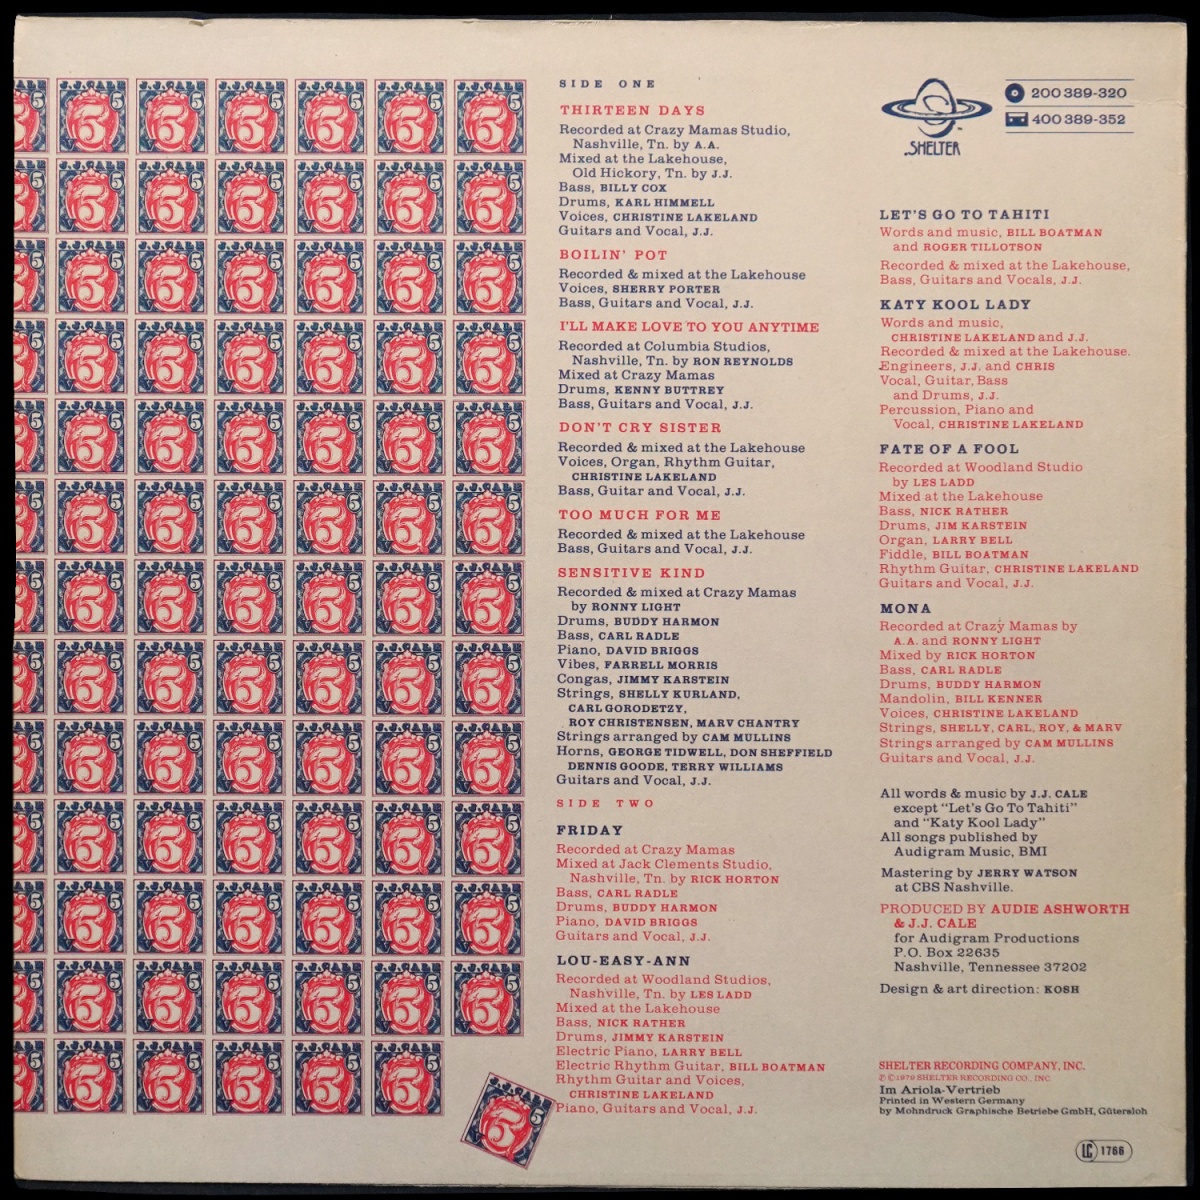 J.J. CALE
5
V
SIDE ONE
THIRTEEN DAYS
Recorded at Crazy Mamas Studio,
Nashville, Tn. by A.A.
Mixed at the Lakehouse,
Old Hickory, Tn. by J.J.
Bass, BILLY COX
Drums, KARL HIMMELL
Voices, CHRISTINE LAKELAND
Guitars and Vocal, J.J.
BOILIN' POT
Recorded & mixed at the Lakehouse
Voices, SHERRY PORTER
Bass, Guitars and Vocal, J.J.
I'LL MAKE LOVE TO YOU ANYTIME
Recorded at Columbia Studios,
Nashville, Tn. by RON REYNOLDS
Mixed at Crazy Mamas
Drums, KENNY BUTTREY
Bass, Guitars and Vocal, J.J.
DON'T CRY SISTER
Recorded & mixed at the Lakehouse
Voices, Organ, Rhythm Guitar,
CHRISTINE LAKELAND
Bass, Guitar and Vocal, J.J.
TOO MUCH FOR ME
Recorded & mixed at the Lakehouse
Bass, Guitars and Vocal, J.J.
SENSITIVE KIND
Recorded & mixed at Crazy Mamas
by RONNY LIGHT
Drums, BUDDY HARMON
Bass, CARL RADLE
Piano, DAVID BRIGGS
Vibes, FARRELL MORRIS
Congas, JIMMY KARSTEIN
Strings, SHELLY KURLAND,
CARL GORODETZY,
ROY CHRISTENSEN, MARV CHANTRY
Strings arranged by CAM MULLINS
Horns, GEORGE TIDWELL, DON SHEFFIELD
DENNIS GOODE, TERRY WILLIAMS
Guitars and Vocal, J.J.
SIDE TWO
FRIDAY
Recorded at Crazy Mamas
Mixed at Jack Clements Studio,
Nashville, Tn. by RICK HORTON
Bass, CARL RADLE
Drums, BUDDY HARMON
Piano, DAVID BRIGGS
Guitars and Vocal, J.J.
LOU-EASY-ANN
Recorded at Woodland Studios,
Nashville, Tn. by LES LADD
Mixed at the Lakehouse
Bass, NICK RATHER
Drums, JIMMY KARSTEIN
Electric Piano, LARRY BELL
Electric Rhythm Guitar, BILL BOATMAN
Rhythm Guitar and Voices,
CHRISTINE LAKELAND
Piano, Guitars and Vocal, J.J.
SHELTER
200 389-320
400 389-352
LET'S GO TO TAHITI
Words and music, BILL BOATMAN
and ROGER TILLOTSON
Recorded & mixed at the Lakehouse,
Bass, Guitars and Vocals, J.J.
KATY KOOL LADY
Words and music,
CHRISTINE LAKELAND and J.J.
Recorded & mixed at the Lakehouse.
Engineers, J.J. and CHRIS
Vocal, Guitar, Bass
and Drums, J.J.
Percussion, Piano and
Vocal, CHRISTINE LAKELAND
FATE OF A FOOL
Recorded at Woodland Studio
by LES LADD
Mixed at the Lakehouse
Bass, NICK RATHER
Drums, JIM KARSTEIN
Organ, LARRY BELL
Fiddle, BILL BOATMAN
Rhythm Guitar, CHRISTINE LAKELAND
Guitars and Vocal, J.J.
MONA
Recorded at Crazy Mamas by
A.A. and RONNY LIGHT
Mixed by RICK HORTON
Bass, CARL RADLE
Drums, BUDDY HARMON
Mandolin, BILL KENNER
Voices, CHRISTINE LAKELAND
Strings, SHELLY, CARL, ROY, & MARV
Strings arranged by CAM MULLINS
Guitars and Vocal, J.J.
All words & music by J.J. CALE
except "Let's Go To Tahiti"
and "Katy Kool Lady"
All songs published by
Audigram Music, BMI
Mastering by JERRY WATSON
at CBS Nashville.
PRODUCED BY AUDIE ASHWORTH
& J.J. CALE
for Audigram Productions
P.O. Box 22635
Nashville, Tennessee 37202
Design & art direction: KOSH
SHELTER RECORDING COMPANY, INC.
℗ © 1979 SHELTER RECORDING CO., INC.
Im Ariola-Vertrieb
Printed in Western Germany
by Mohndruck Graphische Betriebe GmbH, Gütersloh
LC 1766